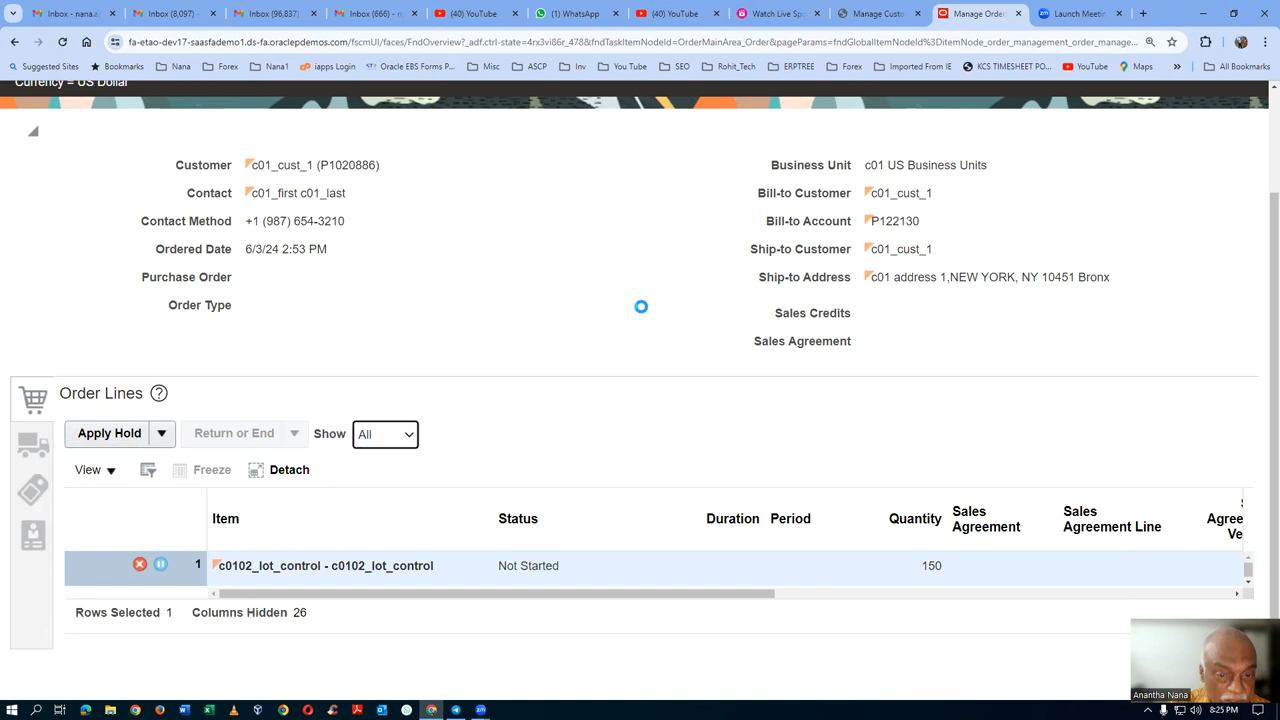 Inbox - nana.a
Inbox (8,097) -
Inbox (96,837)
Inbox (666) - n
(40) YouTube
(1) WhatsApp
(40) YouTube
Watch Live Spo
Manage Custo
Manage Order
Launch Meetin
fa-etao-dev17-saasfademo1.ds-fa.oraclepdemos.com/fscmUI/faces/FndOverview?_adf.ctrl-state=4rx3vi86r_478&fndTaskItemNodeId=OrderMainArea_Order&pageParams=fndGlobalItemNodeId%3DitemNode_order_management_order_manage...
Suggested Sites Bookmarks Nana Forex Nana1 iapps Login Oracle EBS Forms P... Misc ASCP Inv You Tube SEO Rohit_Tech ERPTREE Forex Imported From IE KCS TIMESHEET PO... YouTube Maps » All Bookmarks
Currency = US Dollar
Customer c01_cust_1 (P1020886)
Contact c01_first c01_last
Contact Method +1 (987) 654-3210
Ordered Date 6/3/24 2:53 PM
Purchase Order
Order Type
Business Unit c01 US Business Units
Bill-to Customer c01_cust_1
Bill-to Account P122130
Ship-to Customer c01_cust_1
Ship-to Address c01 address 1,NEW YORK, NY 10451 Bronx
Sales Credits
Sales Agreement
Order Lines ?
Apply Hold Return or End Show All
View Freeze Detach
Item Status Duration Period Quantity Sales Agreement Sales Agreement Line
1 c0102_lot_control - c0102_lot_control Not Started 150
Rows Selected 1 Columns Hidden 26
Anantha Nana
8:25 PM